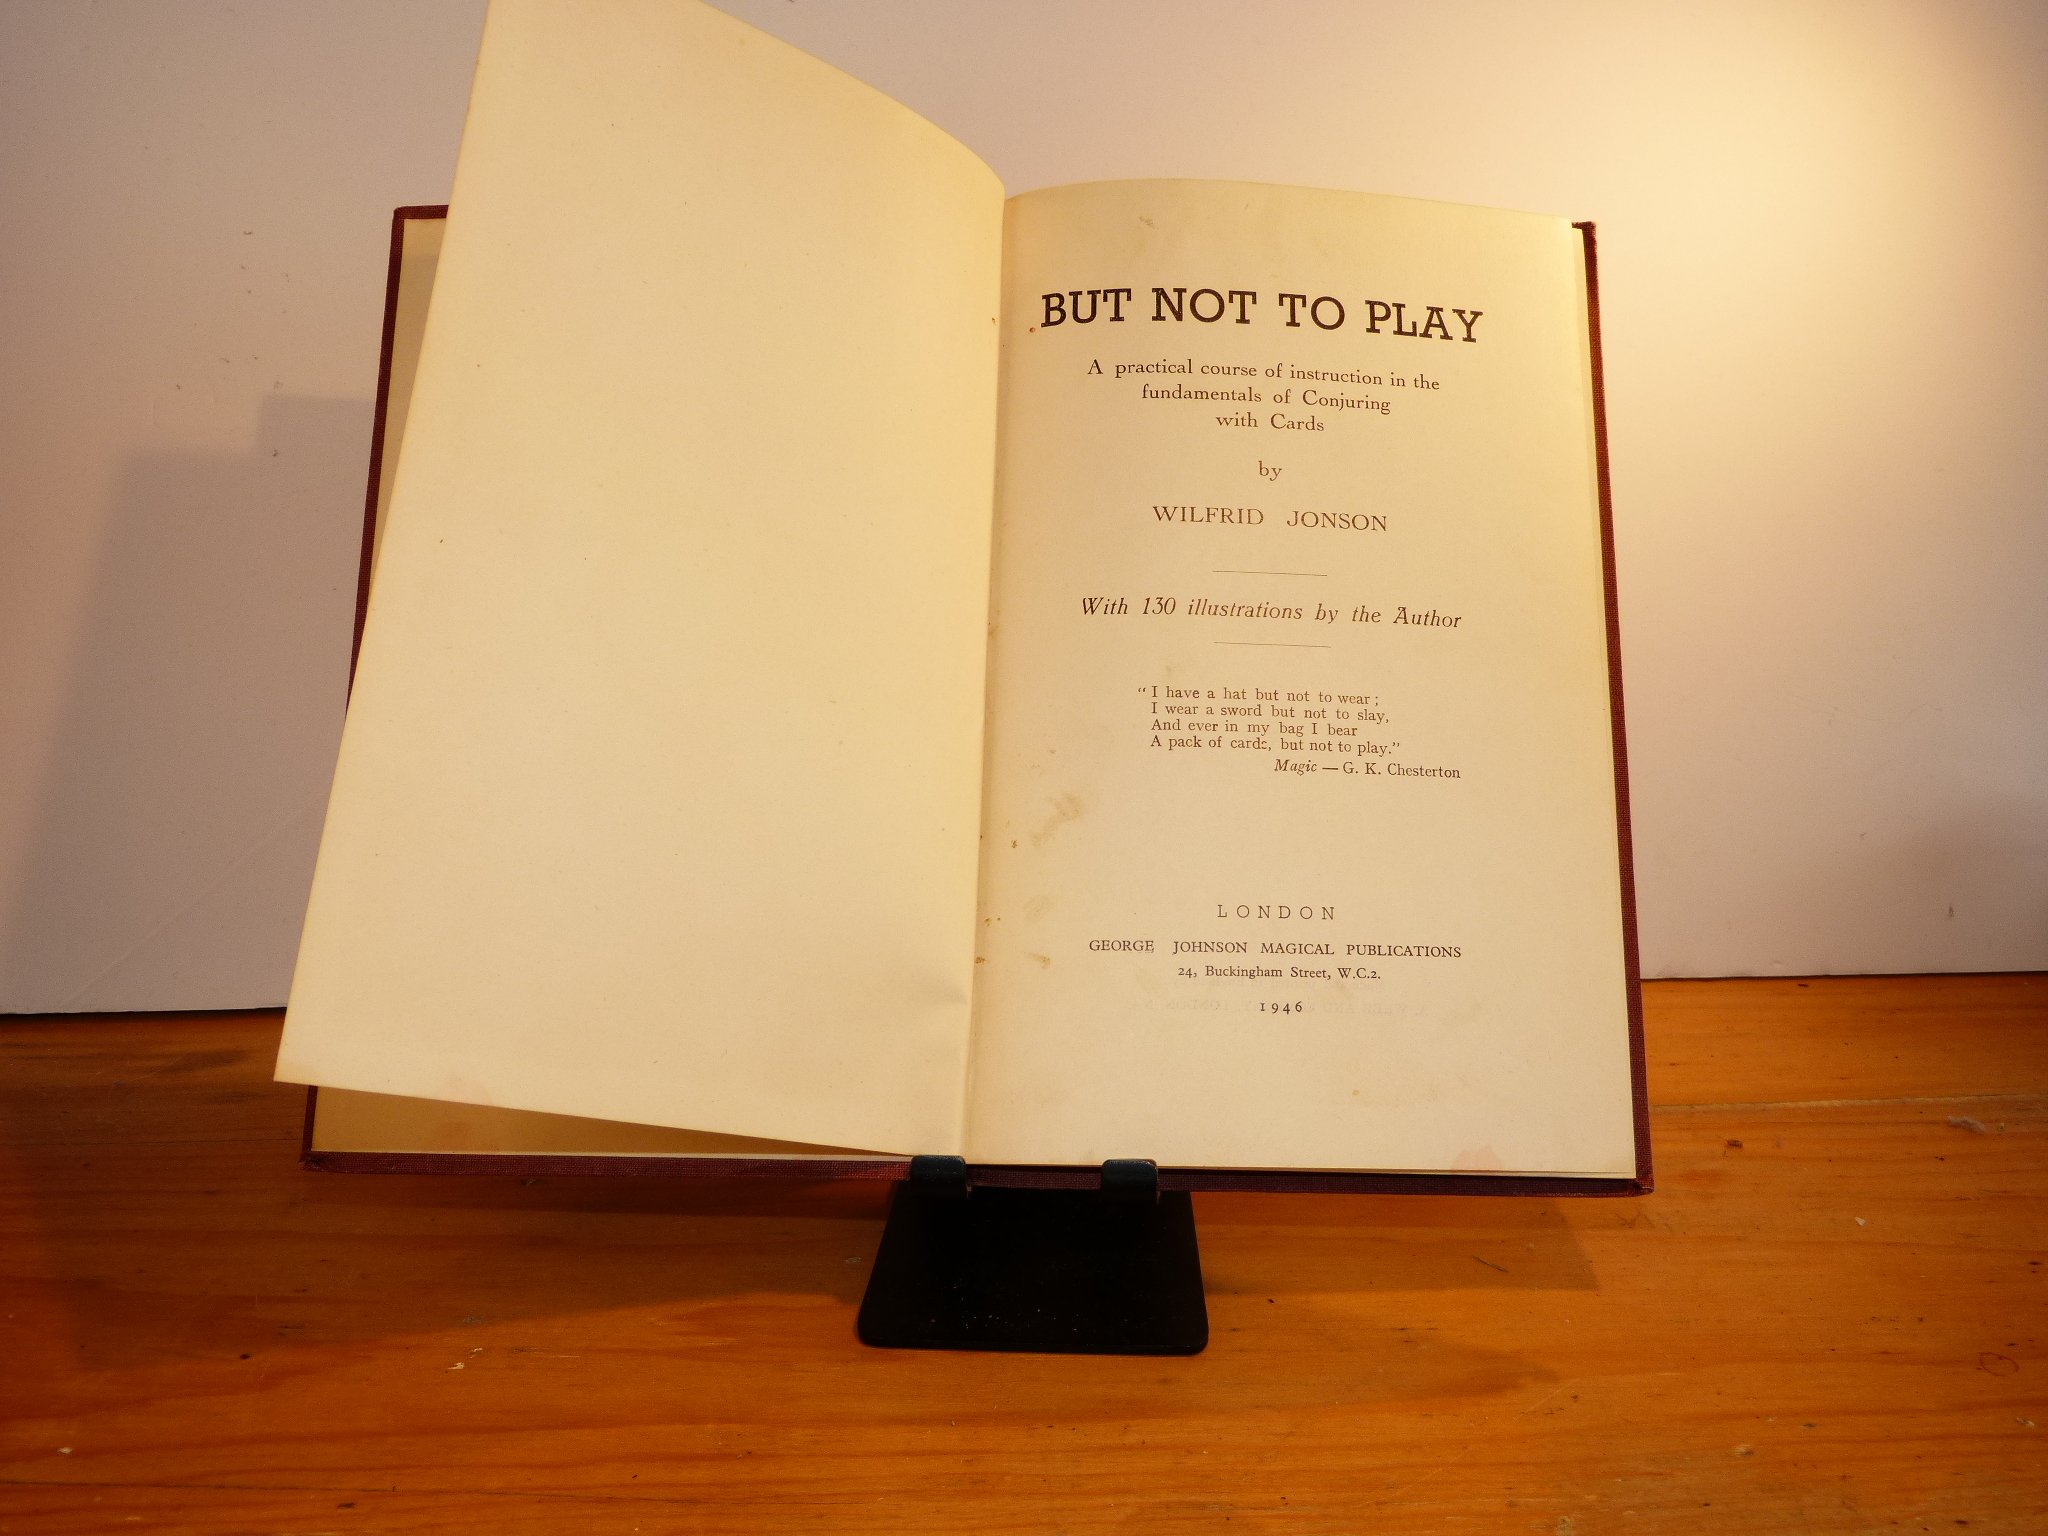 BUT NOT TO PLAY
A practical course of instruction in the
fundamentals of Conjuring
with Cards
by
WILFRID JONSON
With 130 illustrations by the Author
“ I have a hat but not to wear ;
I wear a sword but not to slay,
And ever in my bag I bear
A pack of cards, but not to play.”
Magic — G. K. Chesterton
LONDON
GEORGE JOHNSON MAGICAL PUBLICATIONS
24, Buckingham Street, W.C.2.
1946